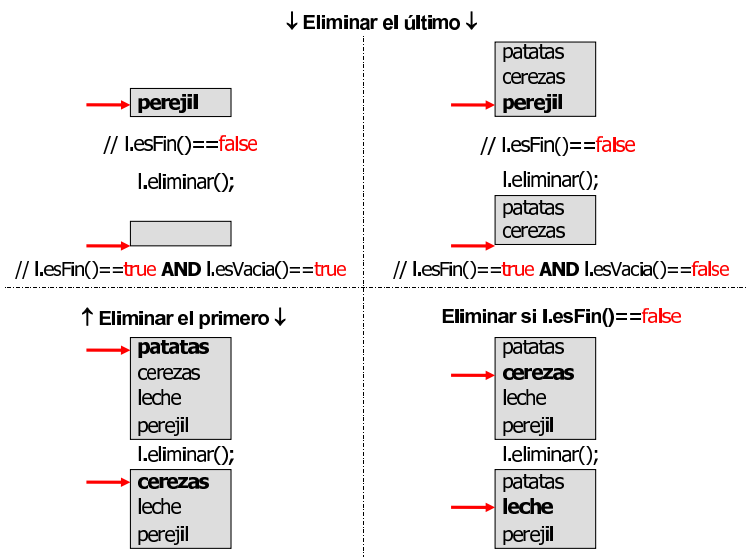 ↓ Eliminar el último ↓
perejil
// l.esFin()==false
l.eliminar();
// l.esFin()==true AND l.esVacia()==true
patatas
cerezas
perejil
// l.esFin()==false
l.eliminar();
patatas
cerezas
// l.esFin()==true AND l.esVacia()==false
↑ Eliminar el primero ↓
patatas
cerezas
leche
perejil
l.eliminar();
cerezas
leche
perejil
Eliminar si l.esFin()==false
patatas
cerezas
leche
perejil
l.eliminar();
patatas
leche
perejil